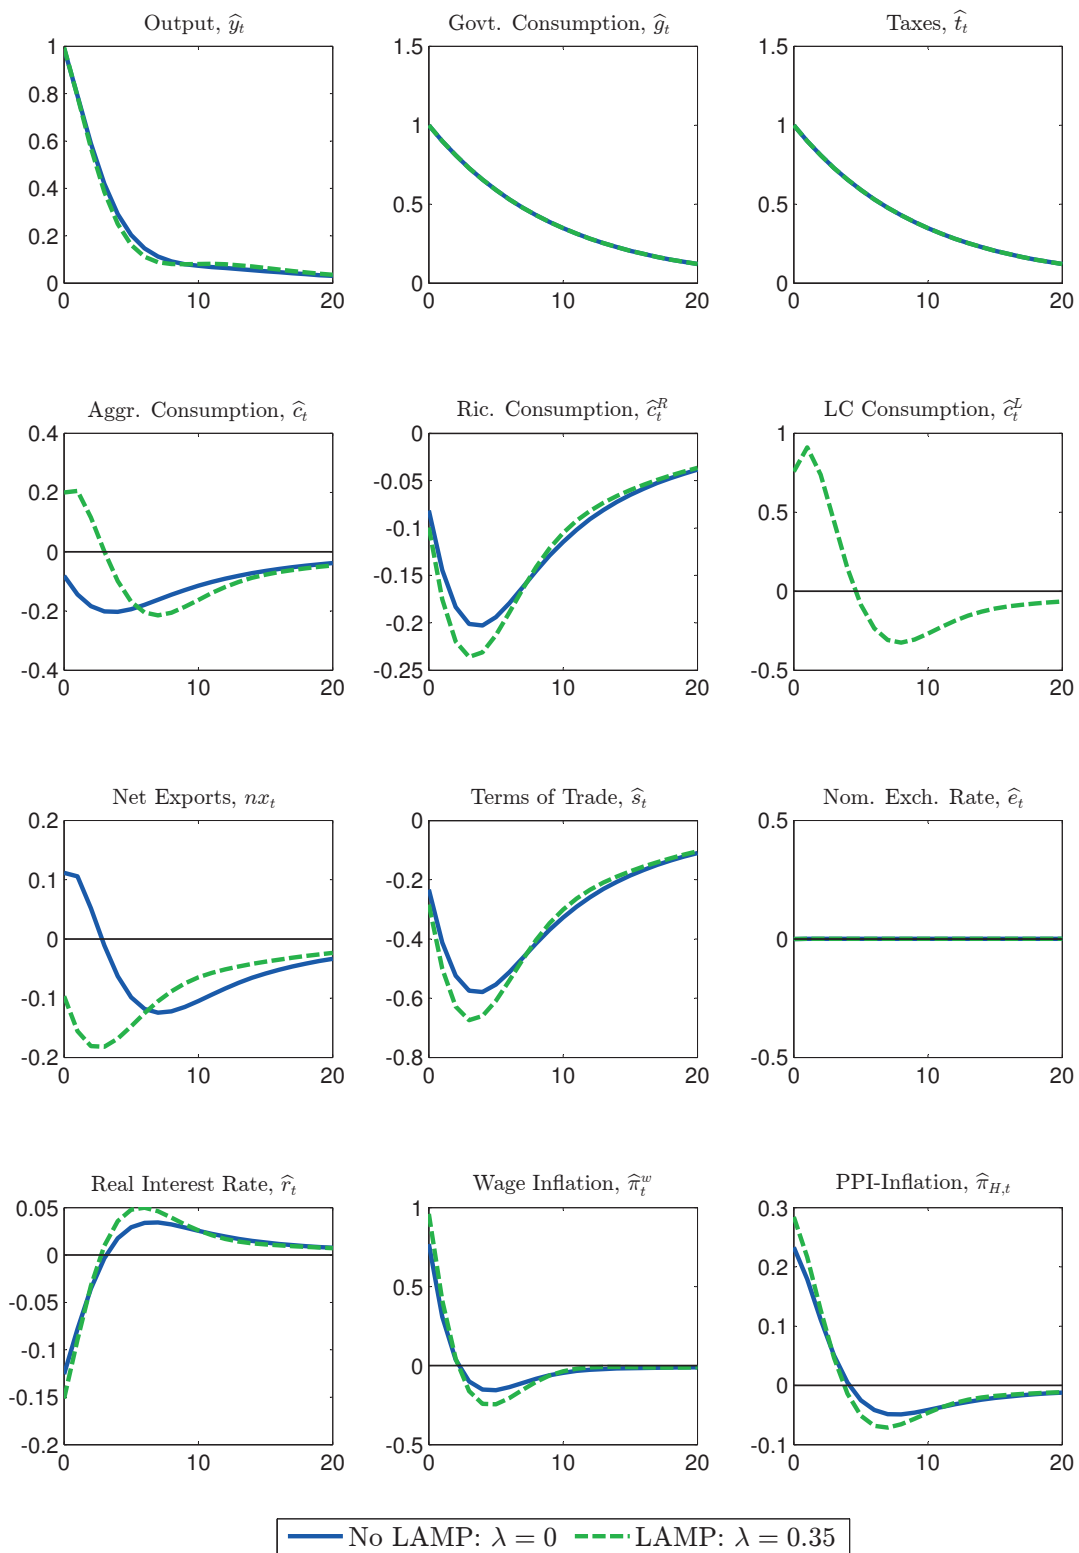 Output, ŷ_t
Govt. Consumption, ĝ_t
Taxes, t̂_t
1
0.8
0.6
0.4
0.2
0
0 10 20
1.5
1
0.5
0
0 10 20
1.5
1
0.5
0
0 10 20
Aggr. Consumption, ĉ_t
Ric. Consumption, ĉ_t^R
LC Consumption, ĉ_t^L
0.4
0.2
0
-0.2
-0.4
0 10 20
0
-0.05
-0.1
-0.15
-0.2
-0.25
0 10 20
1
0.5
0
-0.5
0 10 20
Net Exports, nx_t
Terms of Trade, ŝ_t
Nom. Exch. Rate, ê_t
0.2
0.1
0
-0.1
-0.2
0 10 20
0
-0.2
-0.4
-0.6
-0.8
0 10 20
0.5
0
-0.5
0 10 20
Real Interest Rate, r̂_t
Wage Inflation, π̂_t^w
PPI-Inflation, π̂_{H,t}
0.05
0
-0.05
-0.1
-0.15
-0.2
0 10 20
1
0.5
0
-0.5
0 10 20
0.3
0.2
0.1
0
-0.1
0 10 20
No LAMP: λ = 0 LAMP: λ = 0.35